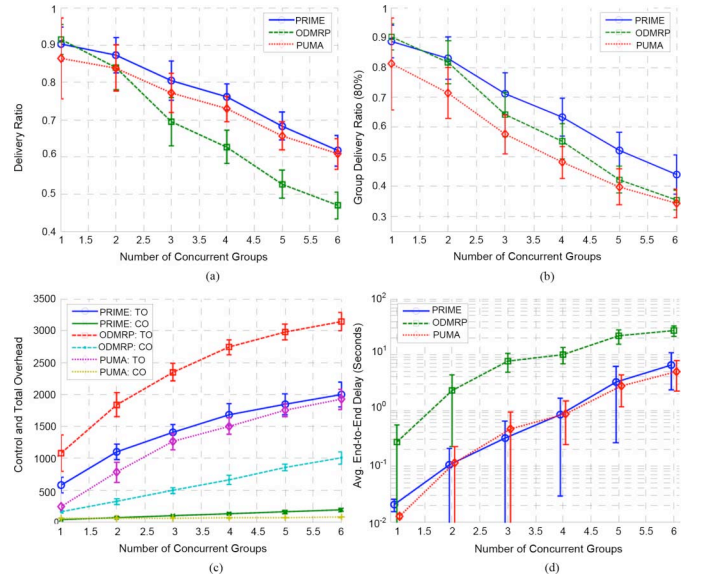 1
0.9
0.8
0.7
0.6
0.5
0.4
Delivery Ratio
PRIME
ODMRP
PUMA
1 1.5 2 2.5 3 3.5 4 4.5 5 5.5 6
Number of Concurrent Groups
(a)
1
0.9
0.8
0.7
0.6
0.5
0.4
0.3
Group Delivery Ratio (80%)
PRIME
ODMRP
PUMA
1 1.5 2 2.5 3 3.5 4 4.5 5 5.5 6
Number of Concurrent Groups
(b)
3500
3000
2500
2000
1500
1000
500
0
Control and Total Overhead
PRIME: TO
PRIME: CO
ODMRP: TO
ODMRP: CO
PUMA: TO
PUMA: CO
1 1.5 2 2.5 3 3.5 4 4.5 5 5.5 6
Number of Concurrent Groups
(c)
10^2
10^1
10^0
10^-1
10^-2
Avg. End-to-End Delay (Seconds)
PRIME
ODMRP
PUMA
1 1.5 2 2.5 3 3.5 4 4.5 5 5.5 6
Number of Concurrent Groups
(d)